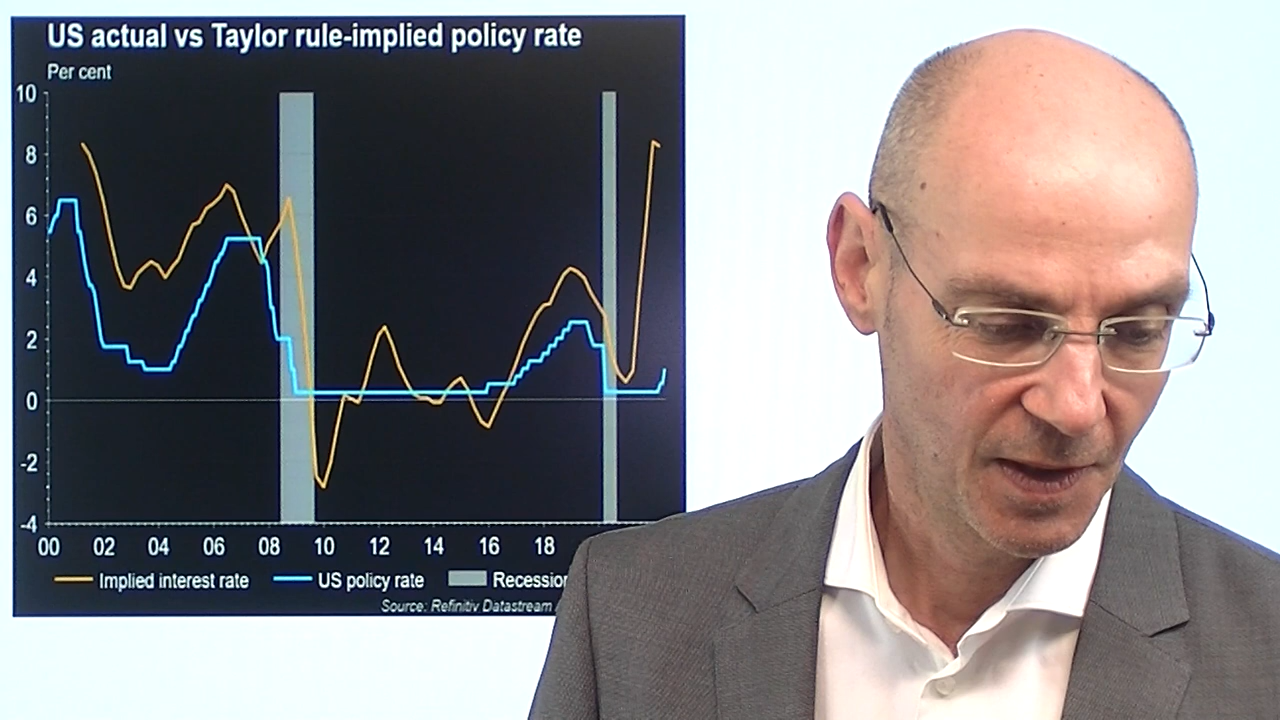 US actual vs Taylor rule-implied policy rate
Per cent
10
8
6
4
2
0
-2
-4
00 02 04 06 08 10 12 14 16 18
Implied interest rate US policy rate Recession
Source: Refinitiv Datastream